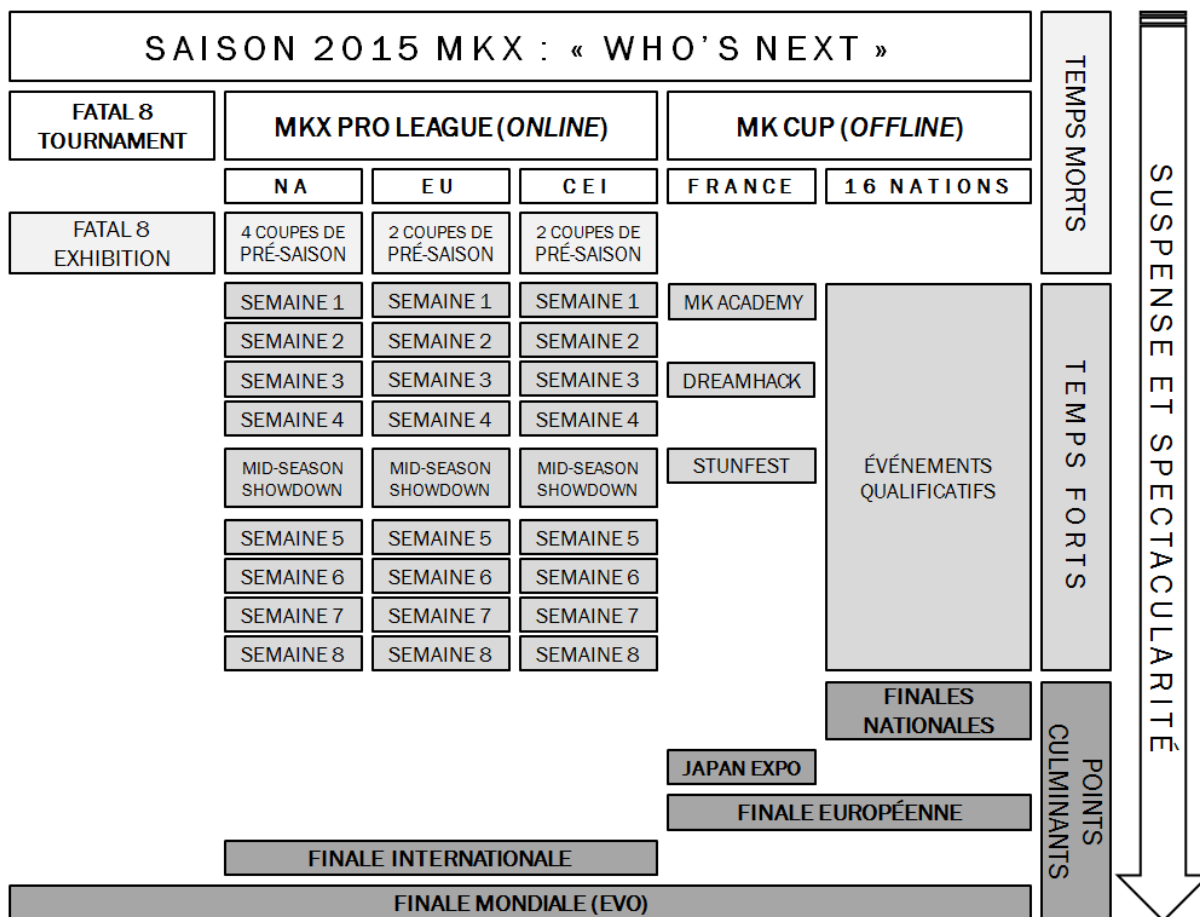 SAISON 2015 MKX : « WHO'S NEXT »
FATAL 8
TOURNAMENT
MKX PRO LEAGUE (ONLINE)
MK CUP (OFFLINE)
NA
EU
CEI
FRANCE
16 NATIONS
FATAL 8
EXHIBITION
4 COUPES DE
PRÉ-SAISON
2 COUPES DE
PRÉ-SAISON
2 COUPES DE
PRÉ-SAISON
SEMAINE 1
SEMAINE 1
SEMAINE 1
MK ACADEMY
SEMAINE 2
SEMAINE 2
SEMAINE 2
SEMAINE 3
SEMAINE 3
SEMAINE 3
DREAMHACK
SEMAINE 4
SEMAINE 4
SEMAINE 4
MID-SEASON
SHOWDOWN
MID-SEASON
SHOWDOWN
MID-SEASON
SHOWDOWN
STUNFEST
ÉVÉNEMENTS
QUALIFICATIFS
SEMAINE 5
SEMAINE 5
SEMAINE 5
SEMAINE 6
SEMAINE 6
SEMAINE 6
SEMAINE 7
SEMAINE 7
SEMAINE 7
SEMAINE 8
SEMAINE 8
SEMAINE 8
FINALES
NATIONALES
JAPAN EXPO
FINALE EUROPÉENNE
FINALE INTERNATIONALE
FINALE MONDIALE (EVO)
TEMPS MORTS
TEMPS FORTS
POINTS
CULMINANTS
SUSPENSE ET SPECTACULARITÉ